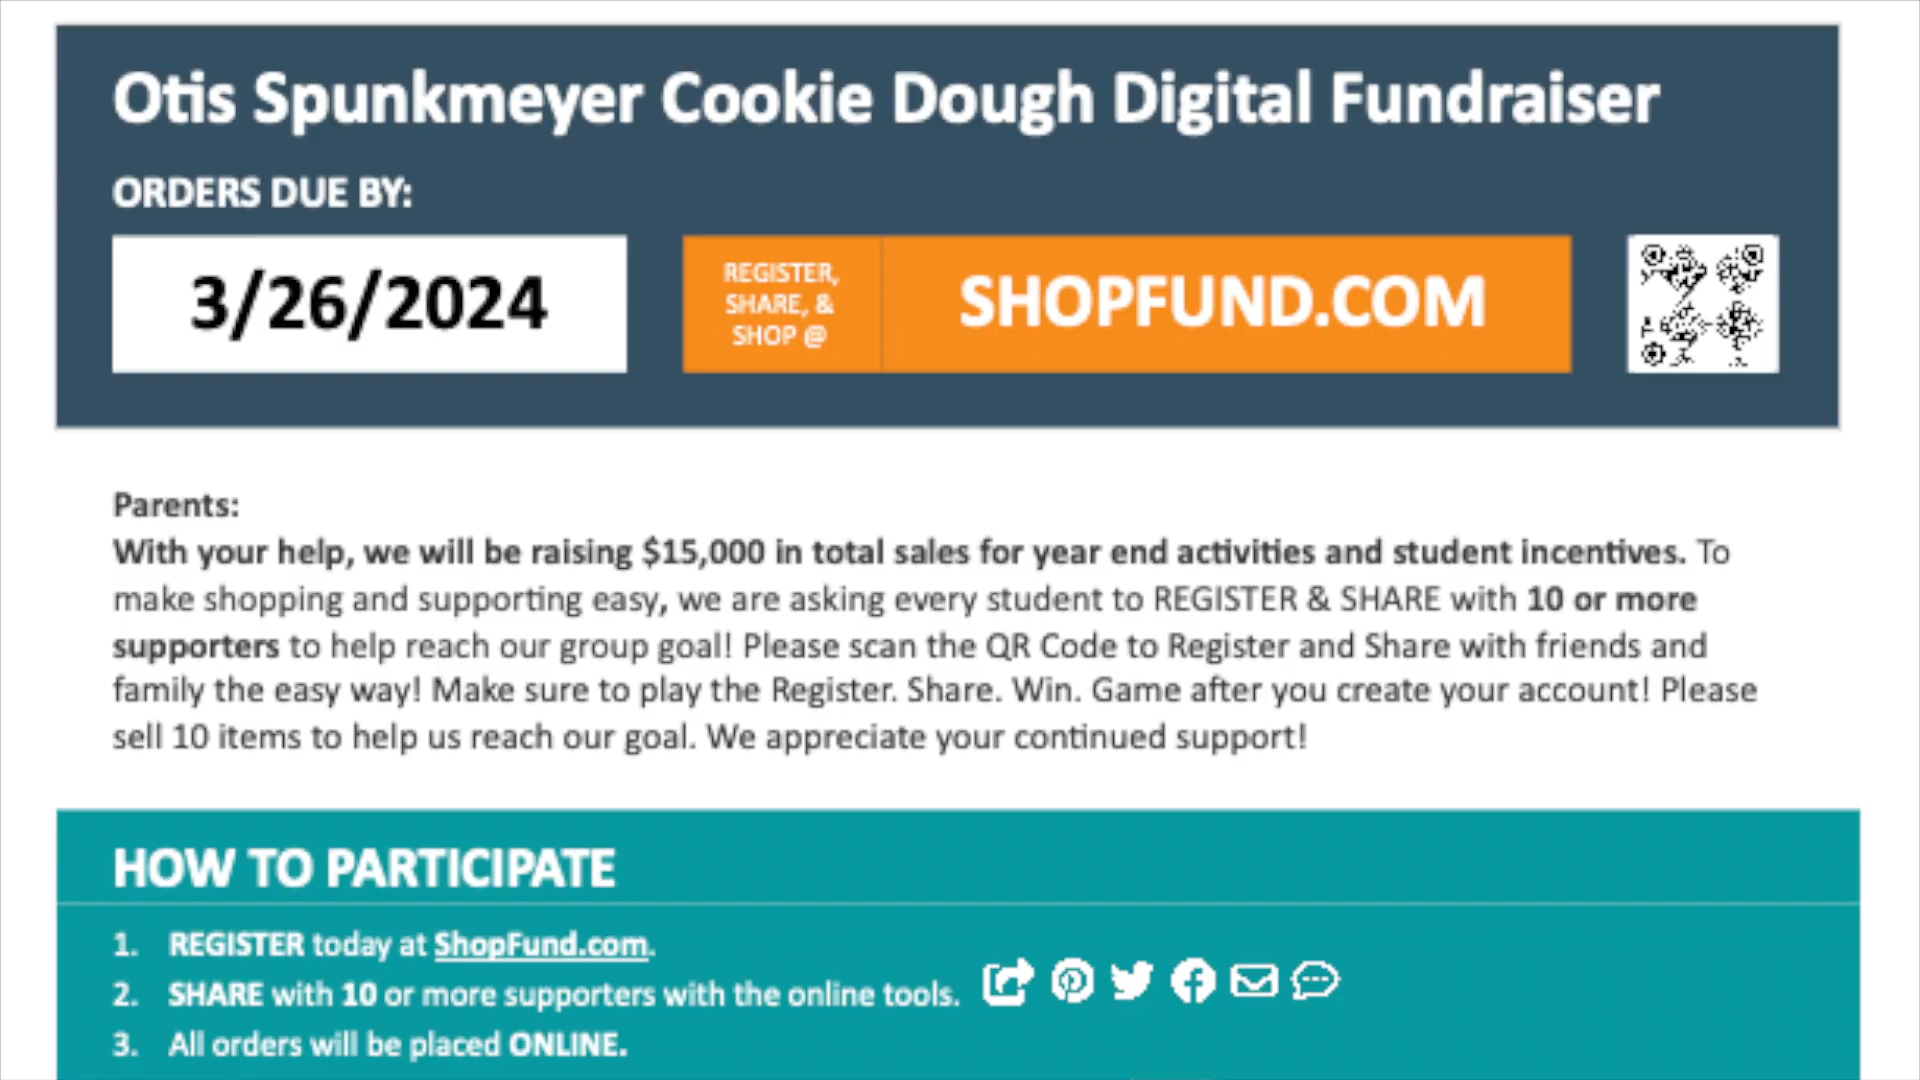 Otis Spunkmeyer Cookie Dough Digital Fundraiser
ORDERS DUE BY:
3/26/2024
REGISTER,
SHARE, &
SHOP @
SHOPFUND.COM
Parents:
With your help, we will be raising $15,000 in total sales for year end activities and student incentives. To
make shopping and supporting easy, we are asking every student to REGISTER & SHARE with 10 or more
supporters to help reach our group goal! Please scan the QR Code to Register and Share with friends and
family the easy way! Make sure to play the Register. Share. Win. Game after you create your account! Please
sell 10 items to help us reach our goal. We appreciate your continued support!
HOW TO PARTICIPATE
1. REGISTER today at ShopFund.com.
2. SHARE with 10 or more supporters with the online tools.
3. All orders will be placed ONLINE.